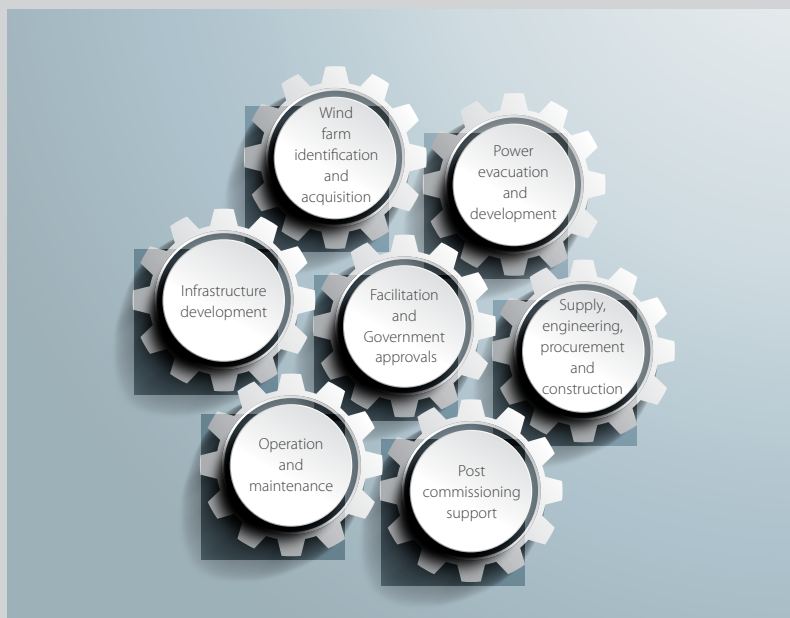 Wind
farm
identification
and
acquisition
Power
evacuation
and
development
Infrastructure
development
Facilitation
and
Government
approvals
Supply,
engineering,
procurement
and
construction
Operation
and
maintenance
Post
commissioning
support